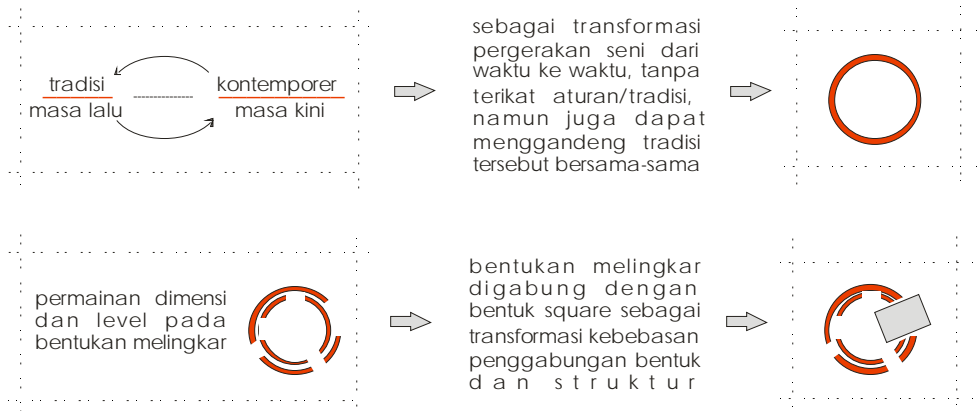 tradisi
masa lalu
kontemporer
masa kini
sebagai transformasi
pergerakan seni dari
waktu ke waktu, tanpa
terikat aturan/tradisi,
namun juga dapat
menggandeng tradisi
tersebut bersama-sama
permainan dimensi
dan level pada
bentukan melingkar
bentukan melingkar
digabung dengan
bentuk square sebagai
transformasi kebebasan
penggabungan bentuk
dan struktur